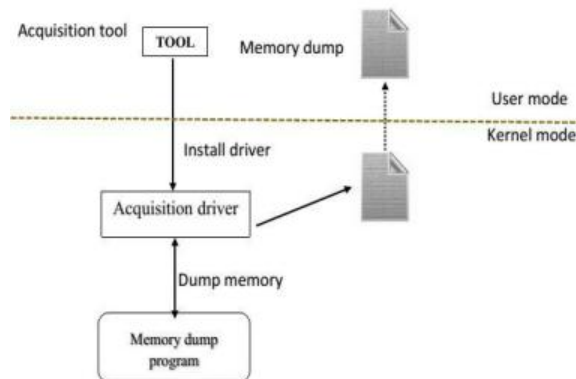 Acquisition tool
TOOL
Memory dump
User mode
Kernel mode
Install driver
Acquisition driver
Dump memory
Memory dump
program